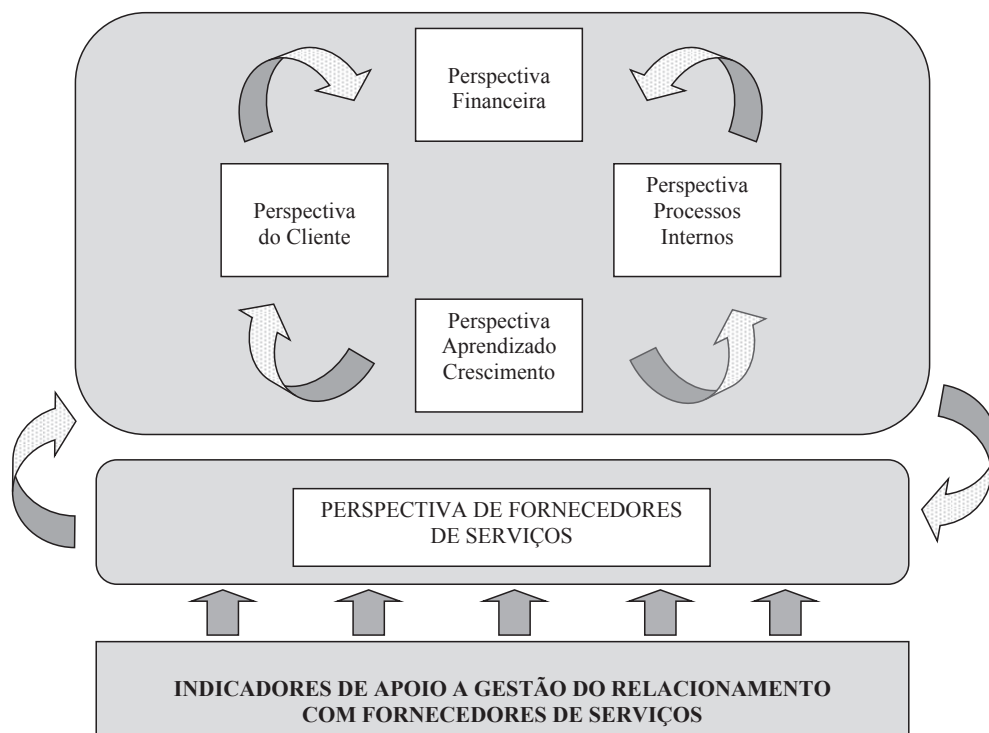 Perspectiva
Financeira
Perspectiva
do Cliente
Perspectiva
Processos
Internos
Perspectiva
Aprendizado
Crescimento
PERSPECTIVA DE FORNECEDORES
DE SERVIÇOS
INDICADORES DE APOIO A GESTÃO DO RELACIONAMENTO
COM FORNECEDORES DE SERVIÇOS